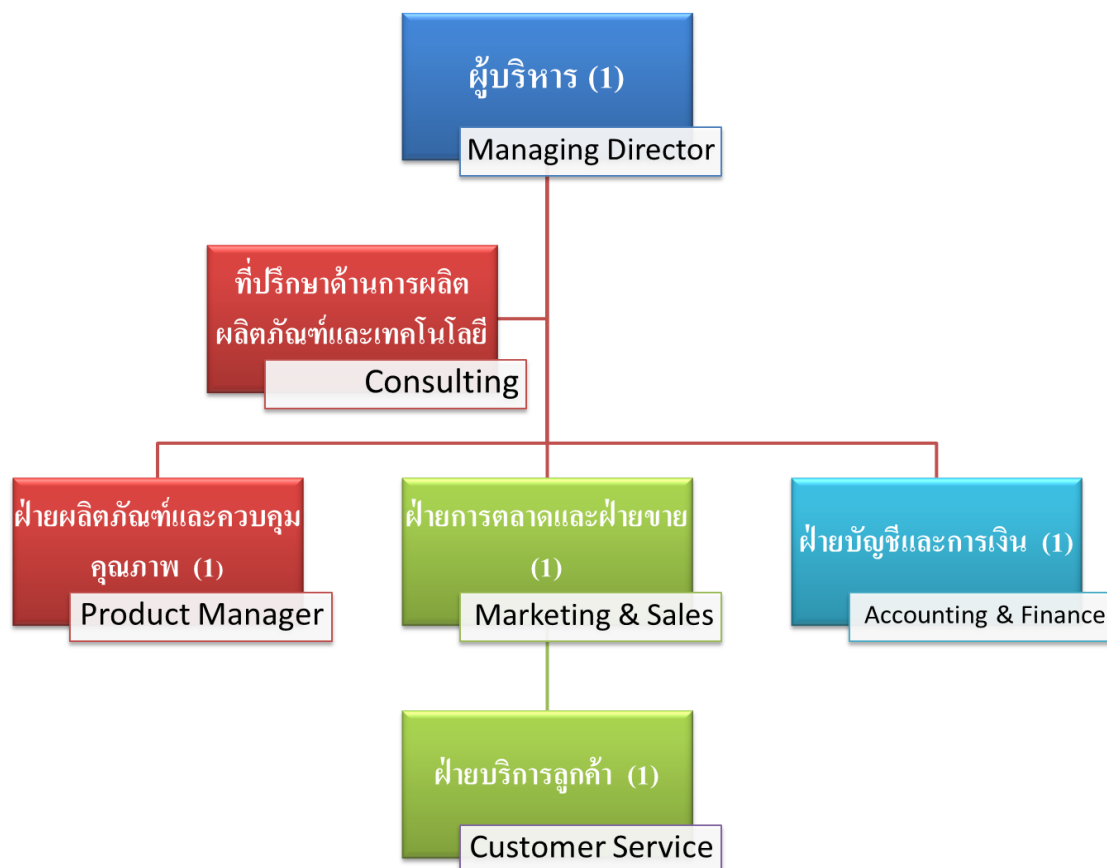 ผู้บริหาร (1)
Managing Director
ที่ปรึกษาด้านการผลิต
ผลิตภัณฑ์และเทคโนโลยี
Consulting
ฝ่ายผลิตภัณฑ์และควบคุม
คุณภาพ (1)
Product Manager
ฝ่ายการตลาดและฝ่ายขาย
(1)
Marketing & Sales
ฝ่ายบัญชีและการเงิน (1)
Accounting & Finance
ฝ่ายบริการลูกค้า (1)
Customer Service